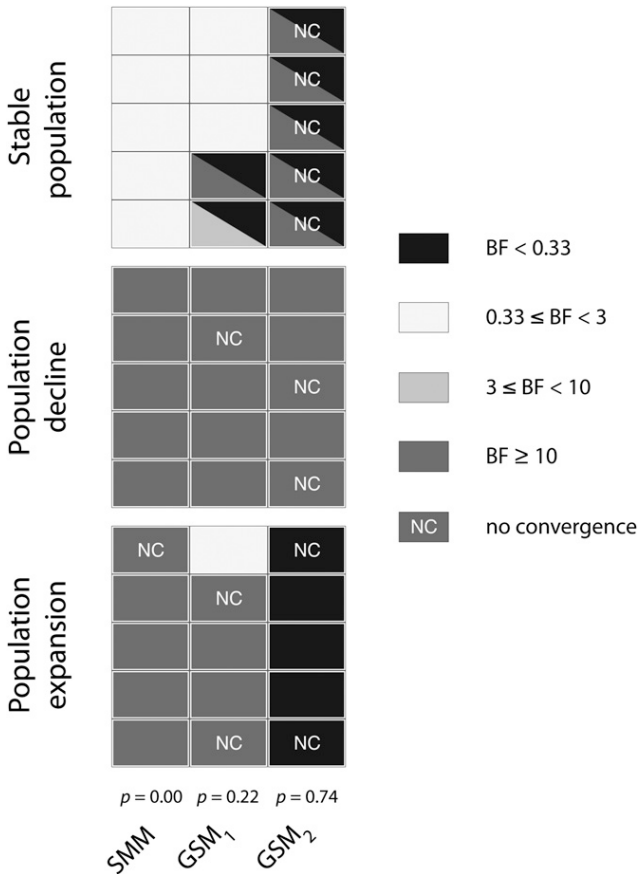 Stable
population
NC
NC
NC
NC
NC
Population
decline
NC
NC
NC
Population
expansion
NC NC
NC
NC NC
BF < 0.33
0.33 ≤ BF < 3
3 ≤ BF < 10
BF ≥ 10
NC no convergence
p = 0.00 p = 0.22 p = 0.74
SMM GSM₁ GSM₂